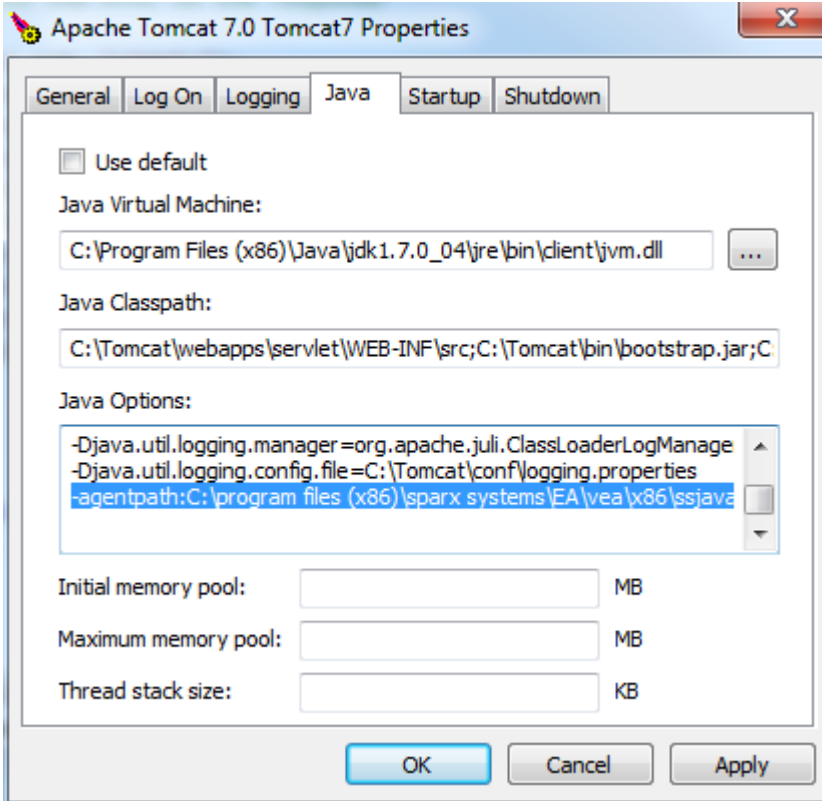 Apache Tomcat 7.0 Tomcat7 Properties
General Log On Logging Java Startup Shutdown
Use default
Java Virtual Machine:
C:\Program Files (x86)\Java\jdk1.7.0_04\jre\bin\client\jvm.dll
...
Java Classpath:
C:\Tomcat\webapps\servlet\WEB-INF\src;C:\Tomcat\bin\bootstrap.jar;C:
Java Options:
-Djava.util.logging.manager=org.apache.juli.ClassLoaderLogManager
-Djava.util.logging.config.file=C:\Tomcat\conf\logging.properties
-agentpath:C:\program files (x86)\sparx systems\EA\vea\x86\ssjava
Initial memory pool: MB
Maximum memory pool: MB
Thread stack size: KB
OK Cancel Apply